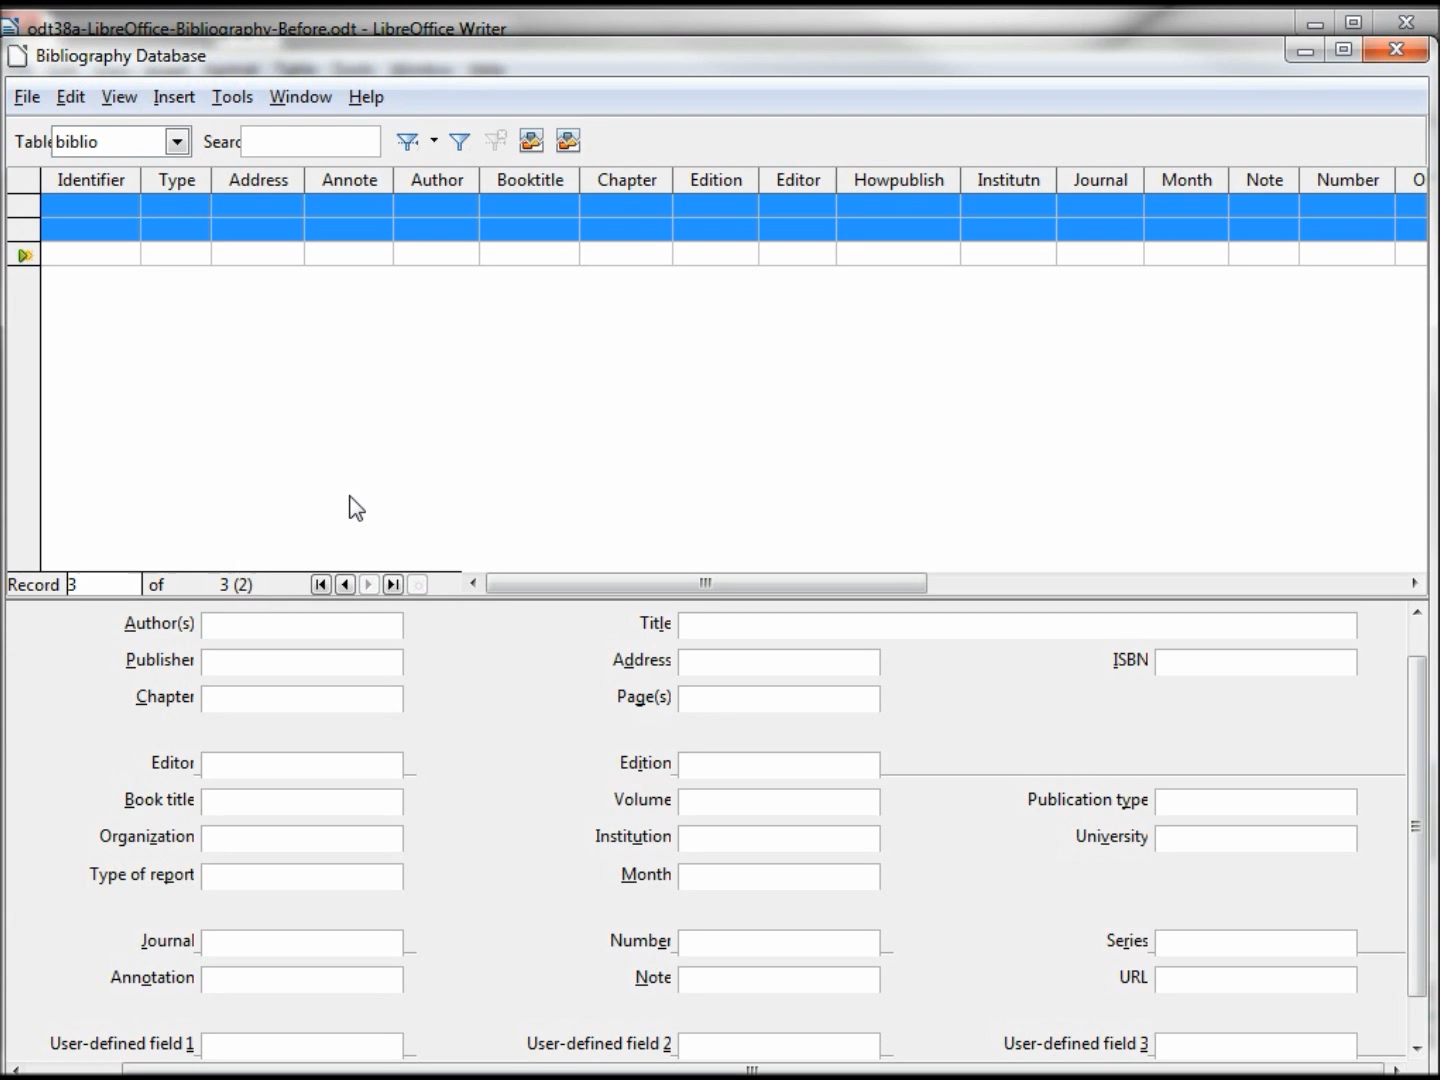 odt38a-LibreOffice-Bibliography-Before.odt - LibreOffice Writer
Bibliography Database
File Edit View Insert Tools Window Help
Table biblio Searc
Identifier Type Address Annote Author Booktitle Chapter Edition Editor Howpublish Institutn Journal Month Note Number O
Record 3 of 3 (2)
Author(s) Title
Publisher Address ISBN
Chapter Page(s)
Editor Edition
Book title Volume Publication type
Organization Institution University
Type of report Month
Journal Number Series
Annotation Note URL
User-defined field 1 User-defined field 2 User-defined field 3